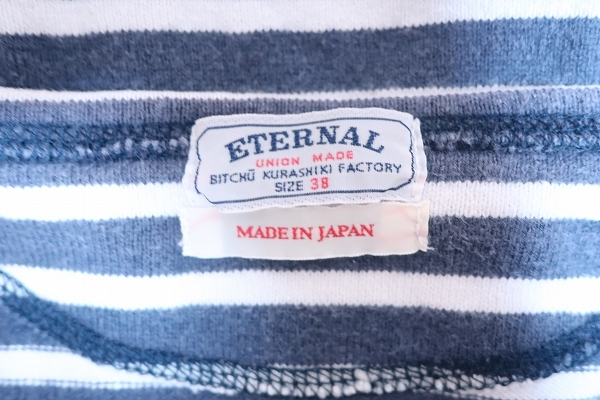 ETERNAL
UNION MADE
BITCHŪ KURASHIKI FACTORY
SIZE 38
MADE IN JAPAN